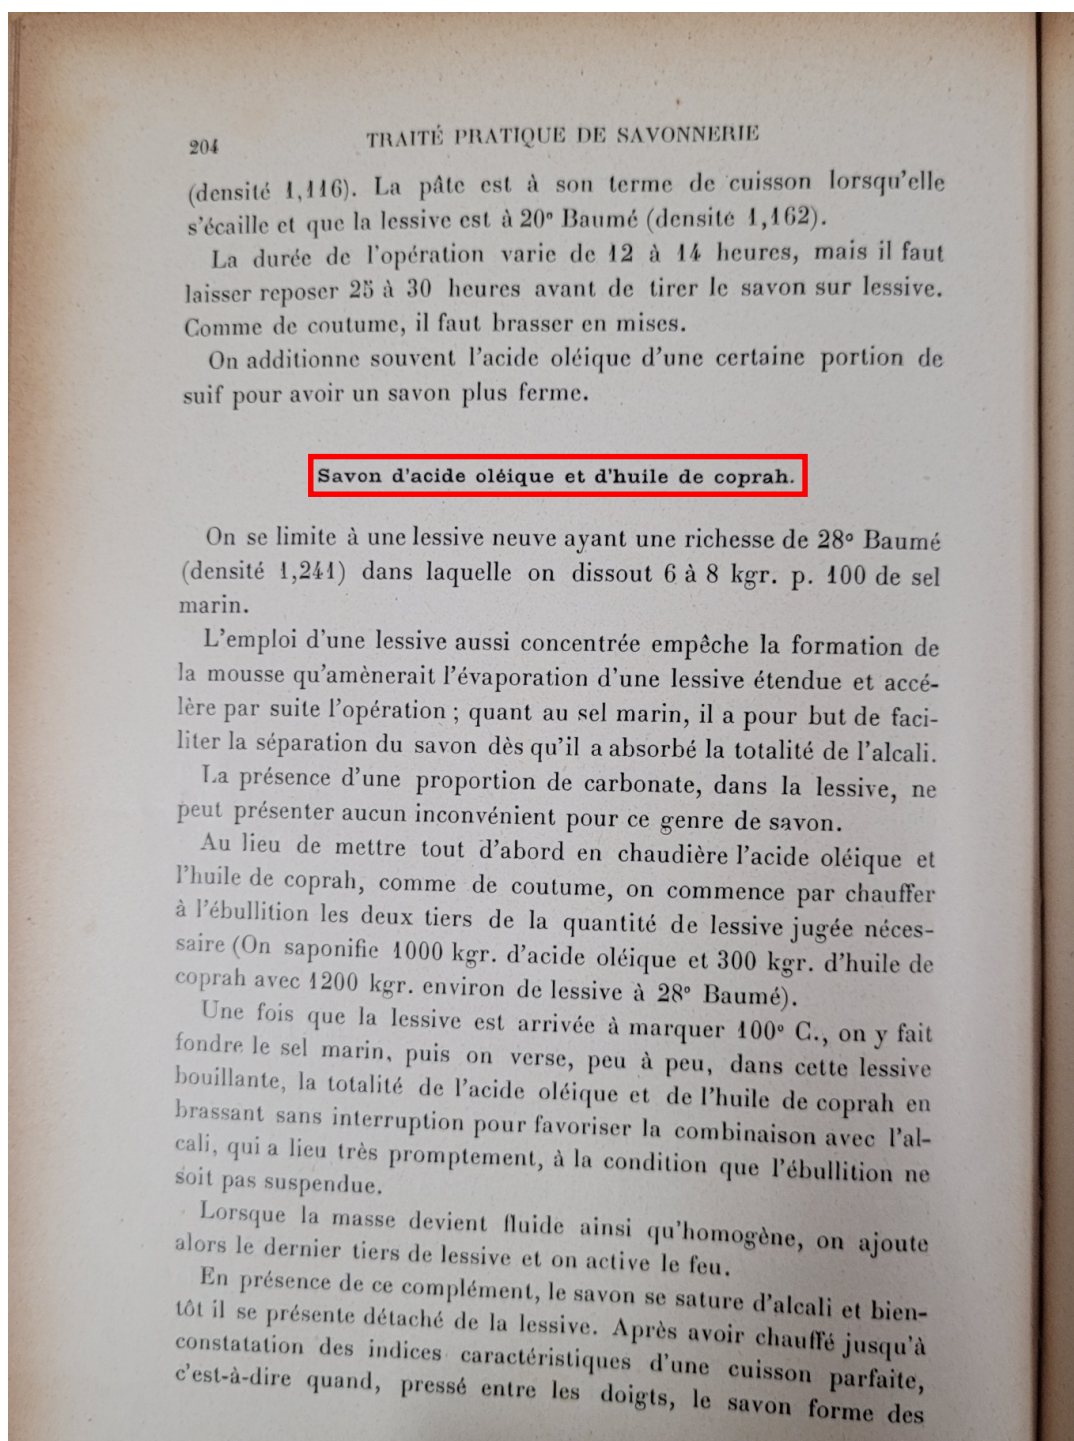 204
TRAITÉ PRATIQUE DE SAVONNERIE
(densité 1,116). La pâte est à son terme de cuisson lorsqu'elle
s'écaille et que la lessive est à 20° Baumé (densité 1,162).
La durée de l'opération varie de 12 à 14 heures, mais il faut
laisser reposer 25 à 30 heures avant de tirer le savon sur lessive.
Comme de coutume, il faut brasser en mises.
On additionne souvent l'acide oléique d'une certaine portion de
suif pour avoir un savon plus ferme.
Savon d'acide oléique et d'huile de coprah.
On se limite à une lessive neuve ayant une richesse de 28° Baumé
(densité 1,241) dans laquelle on dissout 6 à 8 kgr. p. 100 de sel
marin.
L'emploi d'une lessive aussi concentrée empêche la formation de
la mousse qu'amènerait l'évaporation d'une lessive étendue et accé-
lère par suite l'opération ; quant au sel marin, il a pour but de faci-
liter la séparation du savon dès qu'il a absorbé la totalité de l'alcali.
La présence d'une proportion de carbonate, dans la lessive, ne
peut présenter aucun inconvénient pour ce genre de savon.
Au lieu de mettre tout d'abord en chaudière l'acide oléique et
l'huile de coprah, comme de coutume, on commence par chauffer
à l'ébullition les deux tiers de la quantité de lessive jugée néces-
saire (On saponifie 1000 kgr. d'acide oléique et 300 kgr. d'huile de
coprah avec 1200 kgr. environ de lessive à 28° Baumé).
Une fois que la lessive est arrivée à marquer 100° C., on y fait
fondre le sel marin, puis on verse, peu à peu, dans cette lessive
bouillante, la totalité de l'acide oléique et de l'huile de coprah en
brassant sans interruption pour favoriser la combinaison avec l'al-
cali, qui a lieu très promptement, à la condition que l'ébullition ne
soit pas suspendue.
Lorsque la masse devient fluide ainsi qu'homogène, on ajoute
alors le dernier tiers de lessive et on active le feu.
En présence de ce complément, le savon se sature d'alcali et bien-
tôt il se présente détaché de la lessive. Après avoir chauffé jusqu'à
constatation des indices caractéristiques d'une cuisson parfaite,
c'est-à-dire quand, pressé entre les doigts, le savon forme des